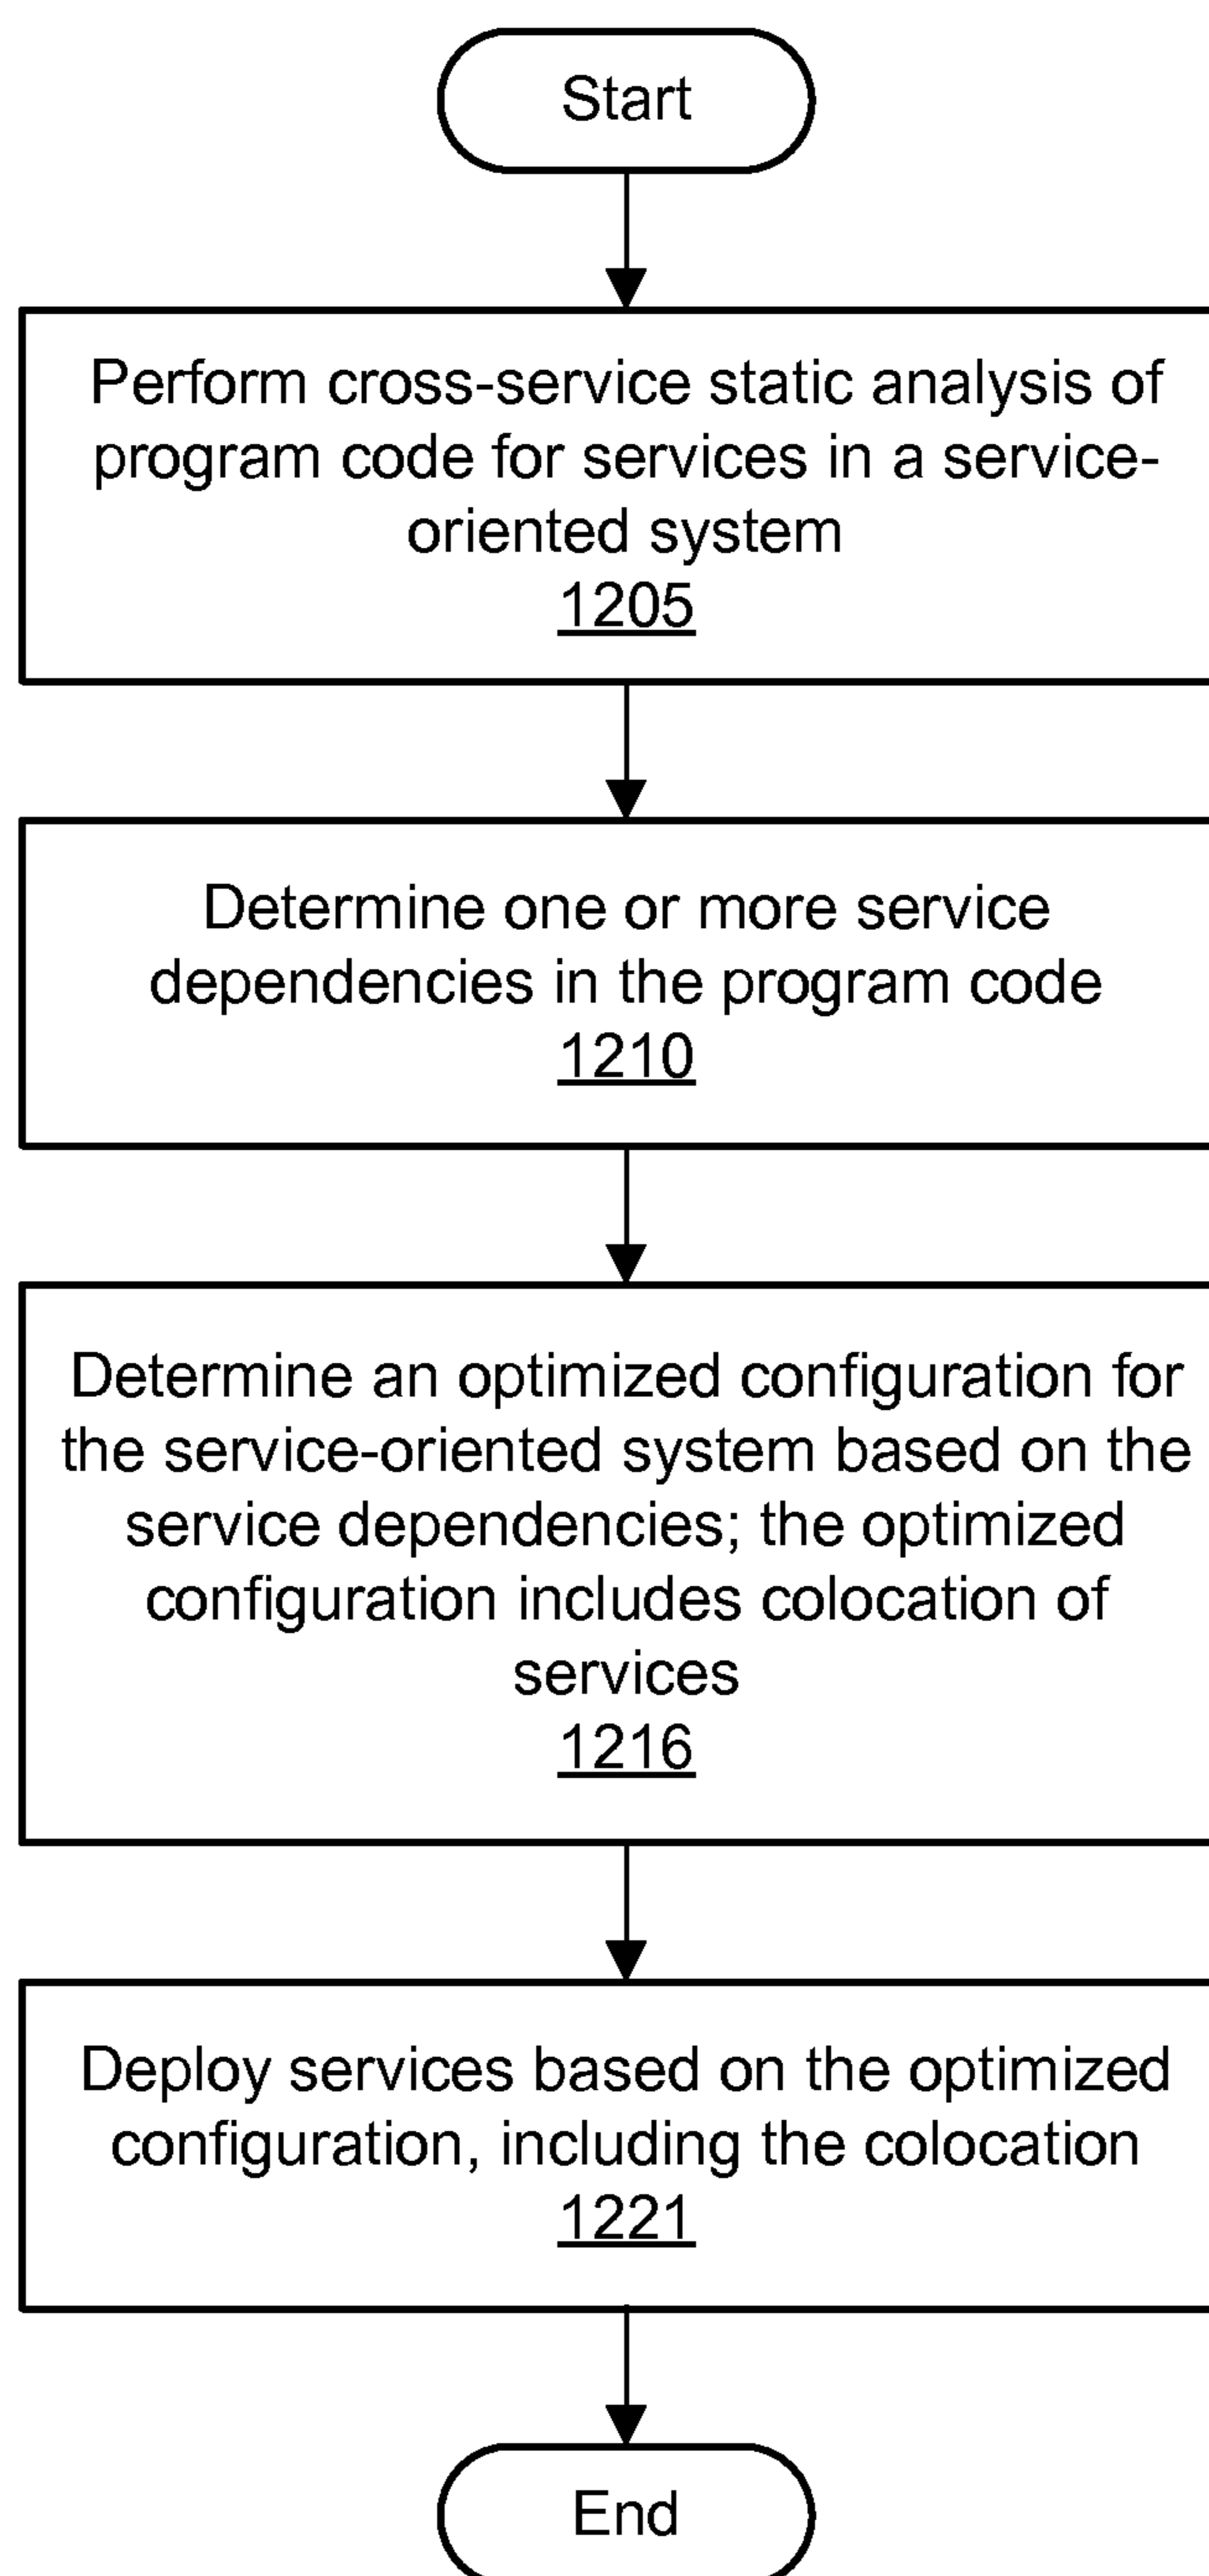 Start
Perform cross-service static analysis of
program code for services in a service-
oriented system
1205
Determine one or more service
dependencies in the program code
1210
Determine an optimized configuration for
the service-oriented system based on the
service dependencies; the optimized
configuration includes colocation of
services
1216
Deploy services based on the optimized
configuration, including the colocation
1221
End